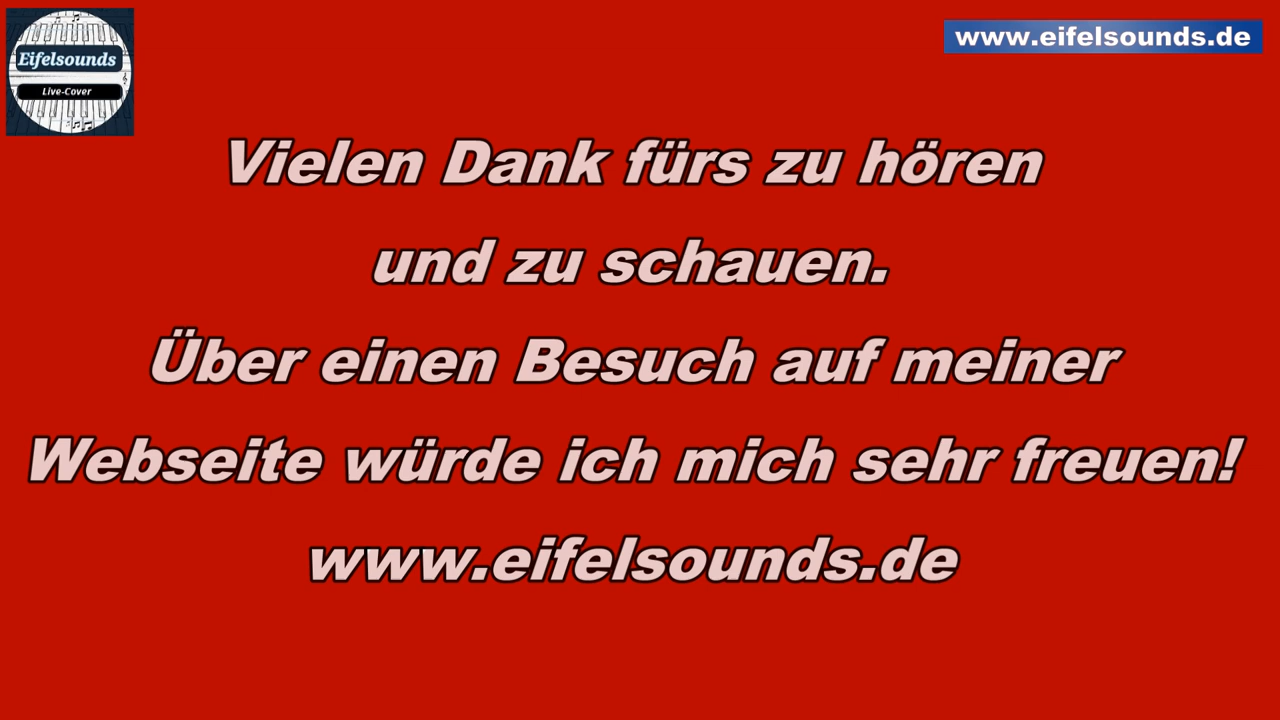 Eifelsounds
Live-Cover
www.eifelsounds.de
Vielen Dank fürs zu hören
und zu schauen.
Über einen Besuch auf meiner
Webseite würde ich mich sehr freuen!
www.eifelsounds.de